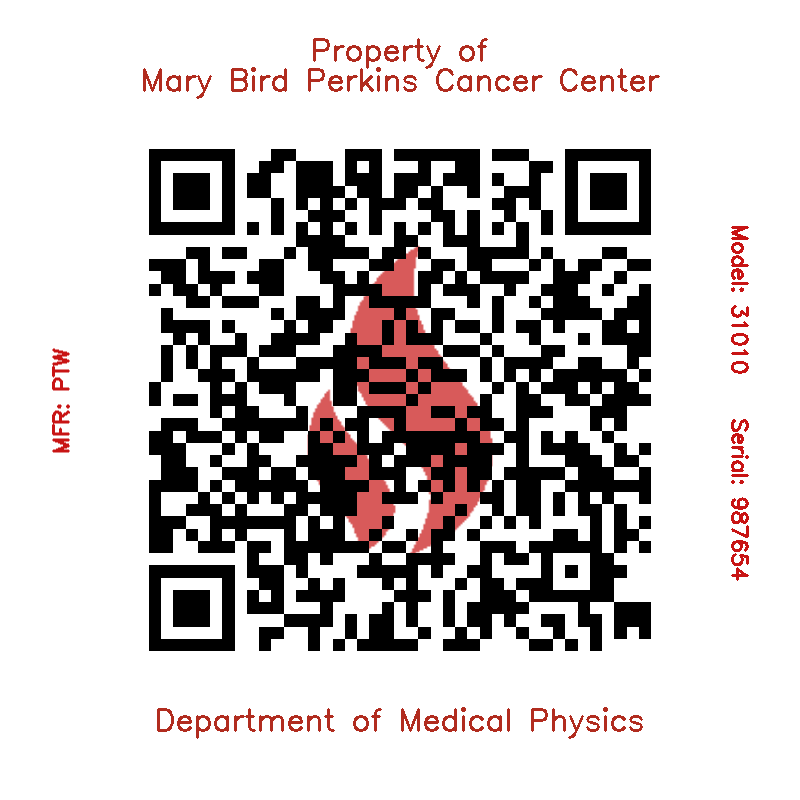 Property of
Mary Bird Perkins Cancer Center
MFR: PTW
Model: 31010 Serial: 987654
Department of Medical Physics